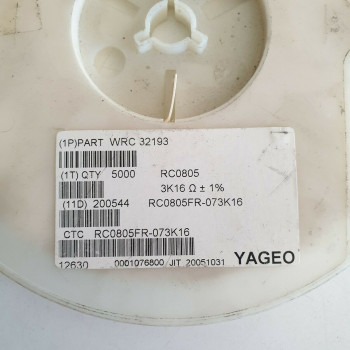 (1P)PART WRC 32193
(1T) QTY 5000 RC0805
3K16 Ω ± 1%
(11D) 200544 RC0805FR-073K16
CTC RC0805FR-073K16
12630 0001076800/ JIT 20051031 YAGEO